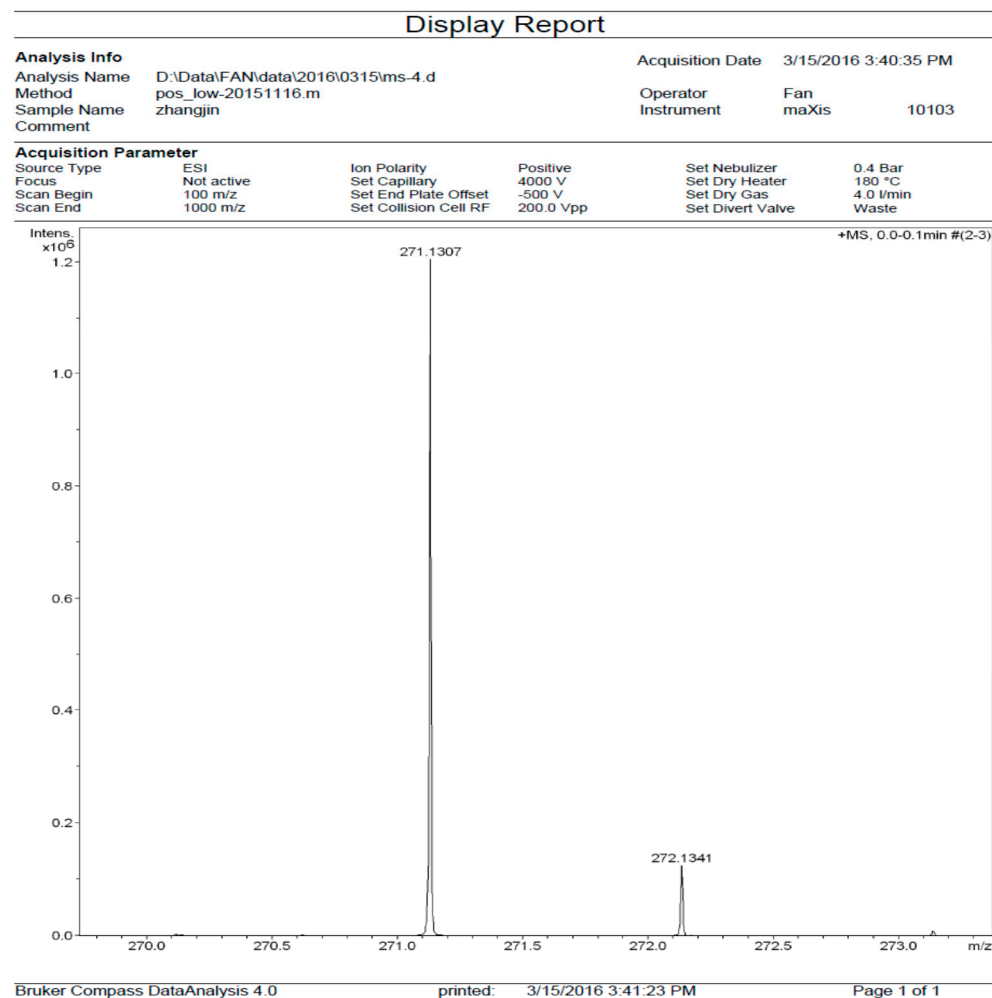 Display Report
Analysis Info
Acquisition Date 3/15/2016 3:40:35 PM
Analysis Name D:\Data\FAN\data\2016\0315\ms-4.d
Method pos_low-20151116.m Operator Fan
Sample Name zhangjin Instrument maXis 10103
Comment
Acquisition Parameter
Source Type ESI Ion Polarity Positive Set Nebulizer 0.4 Bar
Focus Not active Set Capillary 4000 V Set Dry Heater 180 °C
Scan Begin 100 m/z Set End Plate Offset -500 V Set Dry Gas 4.0 l/min
Scan End 1000 m/z Set Collision Cell RF 200.0 Vpp Set Divert Valve Waste
Intens.
x10⁶
+MS, 0.0-0.1min #(2-3)
271.1307
1.2
1.0
0.8
0.6
0.4
0.2
272.1341
0.0
270.0 270.5 271.0 271.5 272.0 272.5 273.0 m/z
Bruker Compass DataAnalysis 4.0 printed: 3/15/2016 3:41:23 PM Page 1 of 1